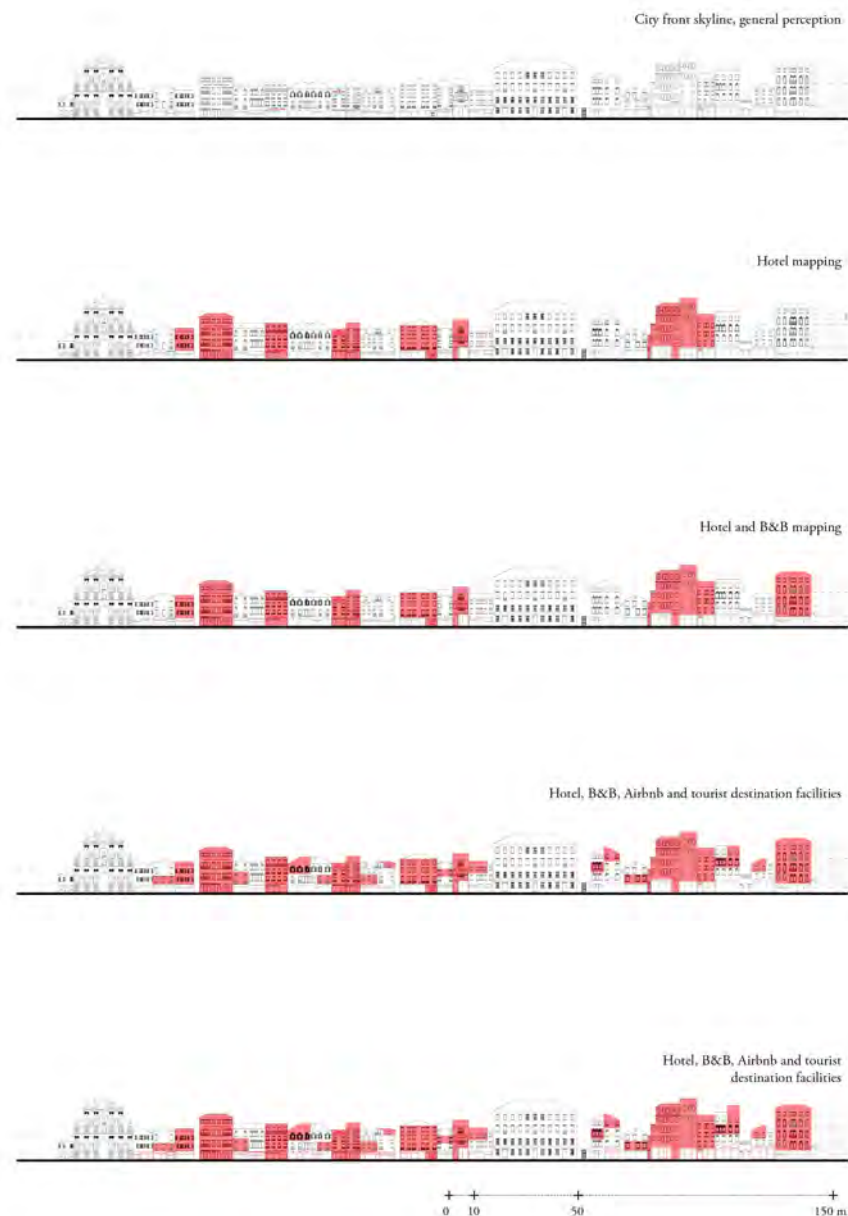 City front skyline, general perception
Hotel mapping
Hotel and B&B mapping
Hotel, B&B, Airbnb and tourist destination facilities
Hotel, B&B, Airbnb and tourist
destination facilities
0 10 50 150 m